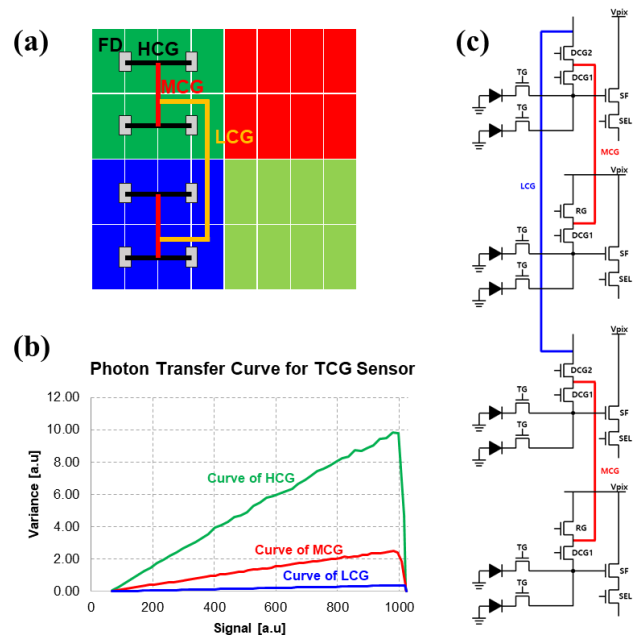 (a)
FD
HCG
MCG
LCG
(b)
Photon Transfer Curve for TCG Sensor
12.00
10.00
8.00
6.00
4.00
2.00
0.00
Variance [a.u]
Curve of HCG
Curve of MCG
Curve of LCG
0
200
400
600
800
1000
Signal [a.u]
(c)
Vpix
DCG2
DCG1
TG
SF
TG
SEL
MCG
LCG
Vpix
RG
DCG1
TG
SF
TG
SEL
DCG2
DCG1
TG
SF
TG
SEL
MCG
Vpix
RG
DCG1
TG
SF
TG
SEL